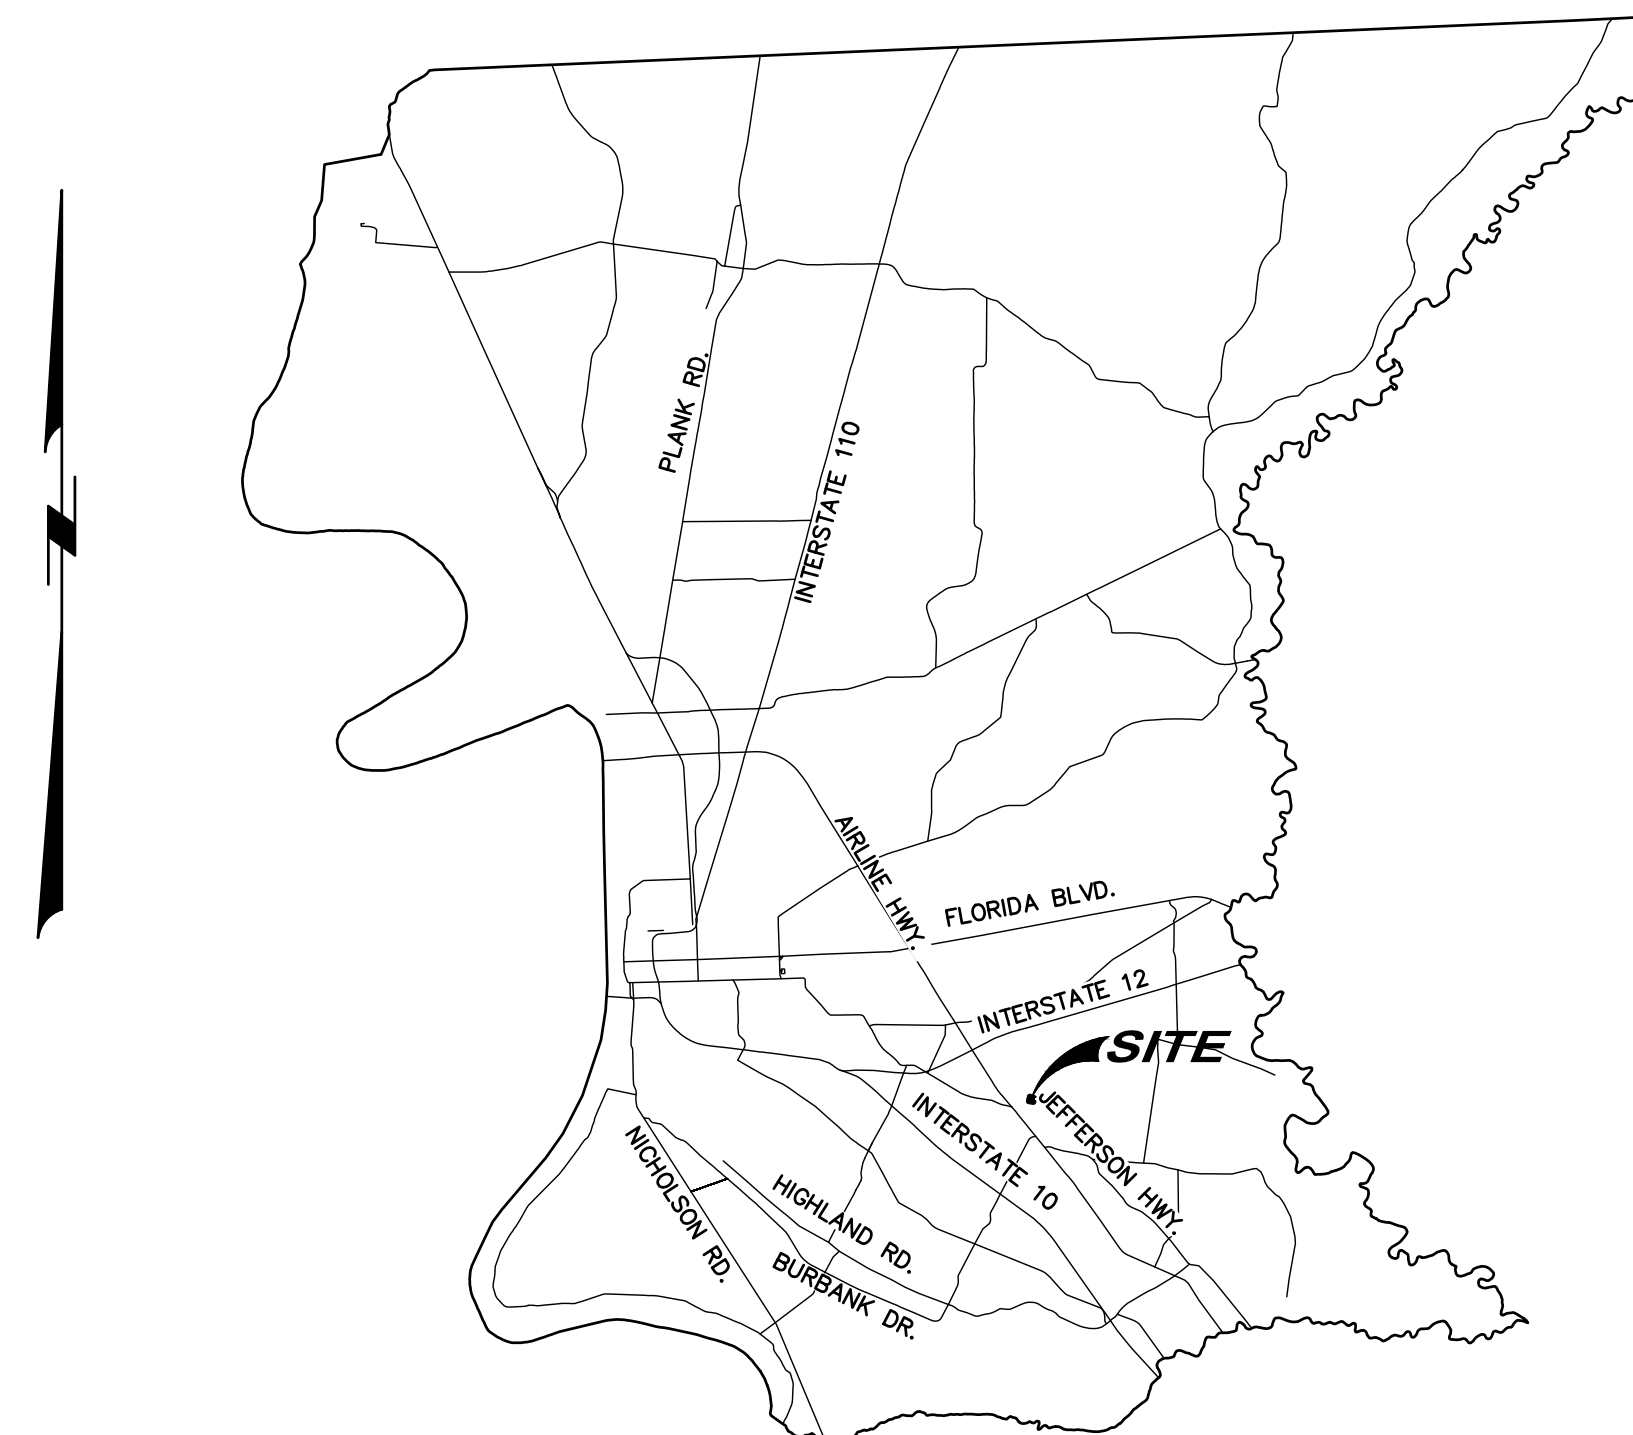 PLANK RD.
INTERSTATE 110
AIRLINE HWY.
FLORIDA BLVD.
INTERSTATE 12
SITE
JEFFERSON HWY.
INTERSTATE 10
NICHOLSON RD.
HIGHLAND RD.
BURBANK DR.
N